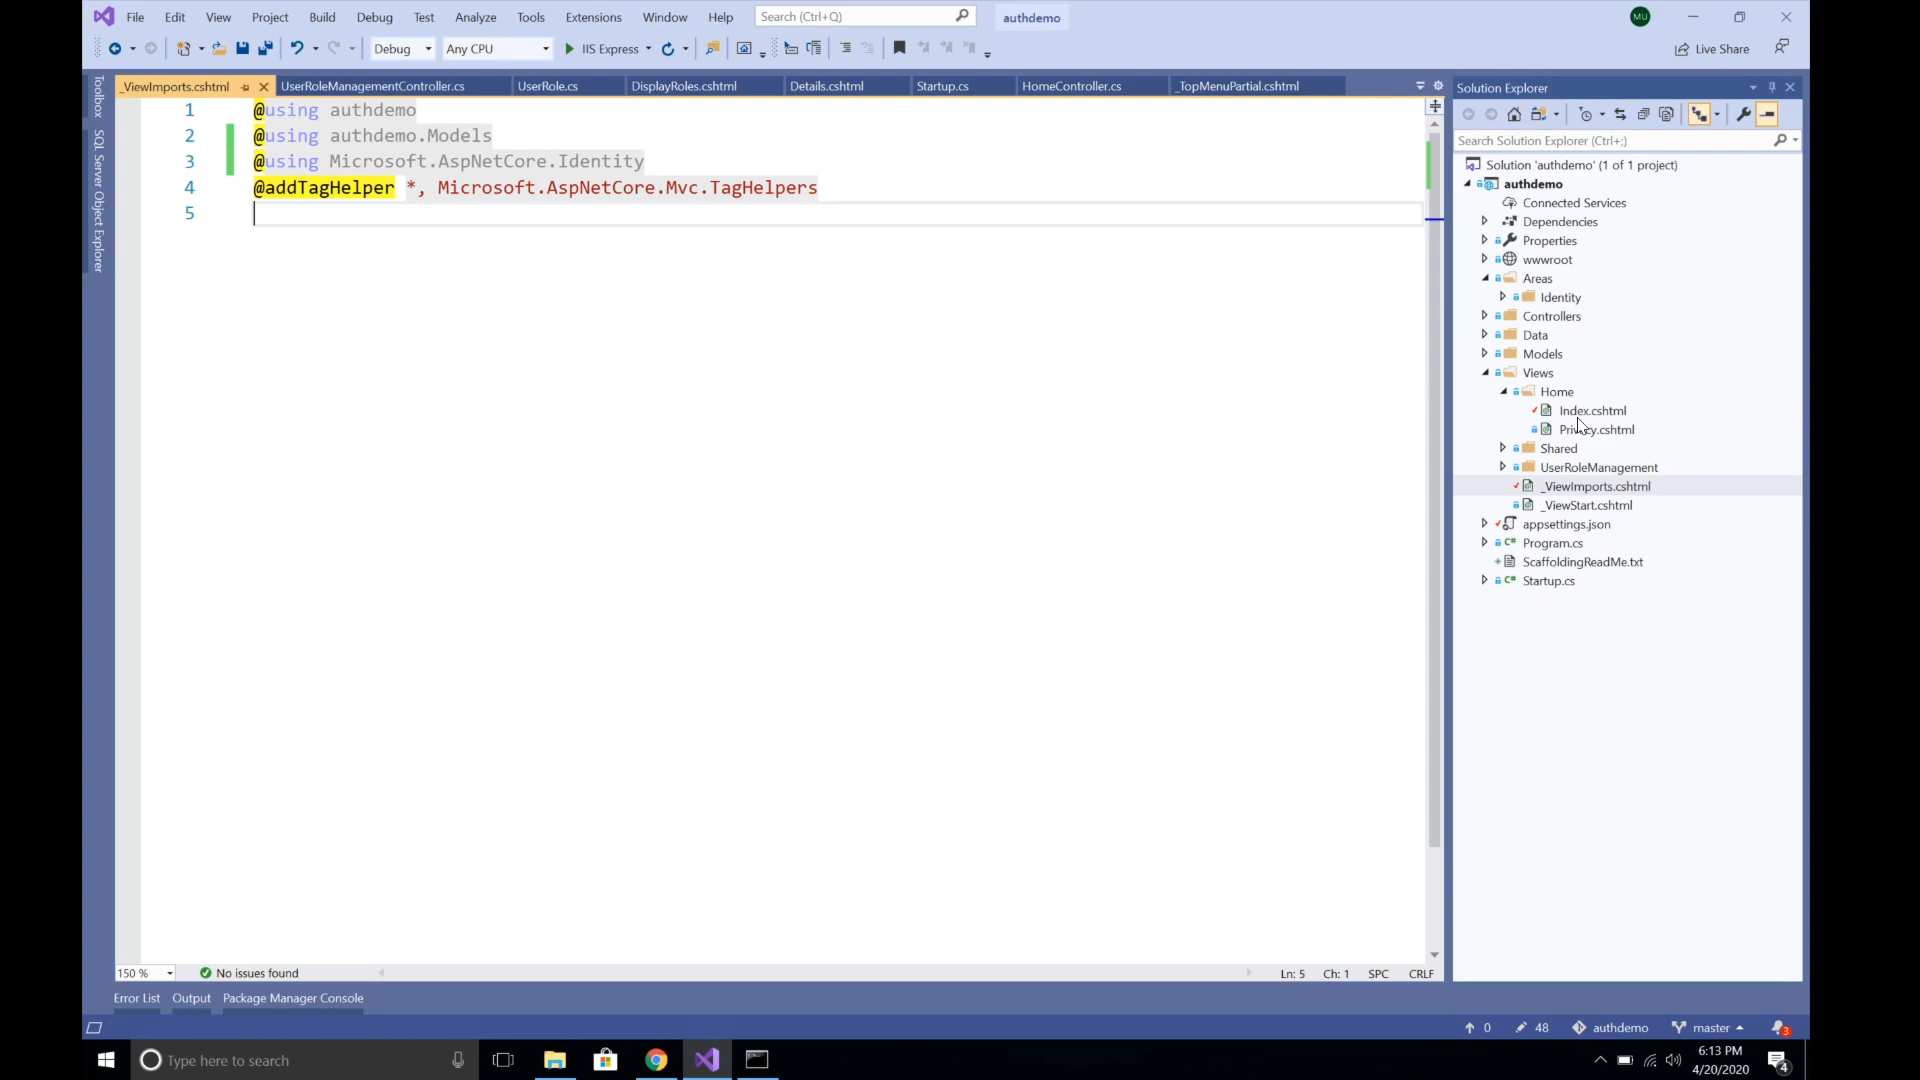 File Edit View Project Build Debug Test Analyze Tools Extensions Window Help Search (Ctrl+Q) authdemo MU
Debug Any CPU IIS Express Live Share
_ViewImports.cshtml UserRoleManagementController.cs UserRole.cs DisplayRoles.cshtml Details.cshtml Startup.cs HomeController.cs _TopMenuPartial.cshtml
Toolbox
SQL Server Object Explorer
1 @using authdemo
2 @using authdemo.Models
3 @using Microsoft.AspNetCore.Identity
4 @addTagHelper *, Microsoft.AspNetCore.Mvc.TagHelpers
5
Solution Explorer
Search Solution Explorer (Ctrl+;)
Solution 'authdemo' (1 of 1 project)
authdemo
Connected Services
Dependencies
Properties
wwwroot
Areas
Identity
Controllers
Data
Models
Views
Home
Index.cshtml
Privacy.cshtml
Shared
UserRoleManagement
_ViewImports.cshtml
_ViewStart.cshtml
appsettings.json
C# Program.cs
ScaffoldingReadMe.txt
C# Startup.cs
150 % No issues found Ln: 5 Ch: 1 SPC CRLF
Error List Output Package Manager Console
0 48 authdemo master 3
Type here to search
6:13 PM
4/20/2020
4